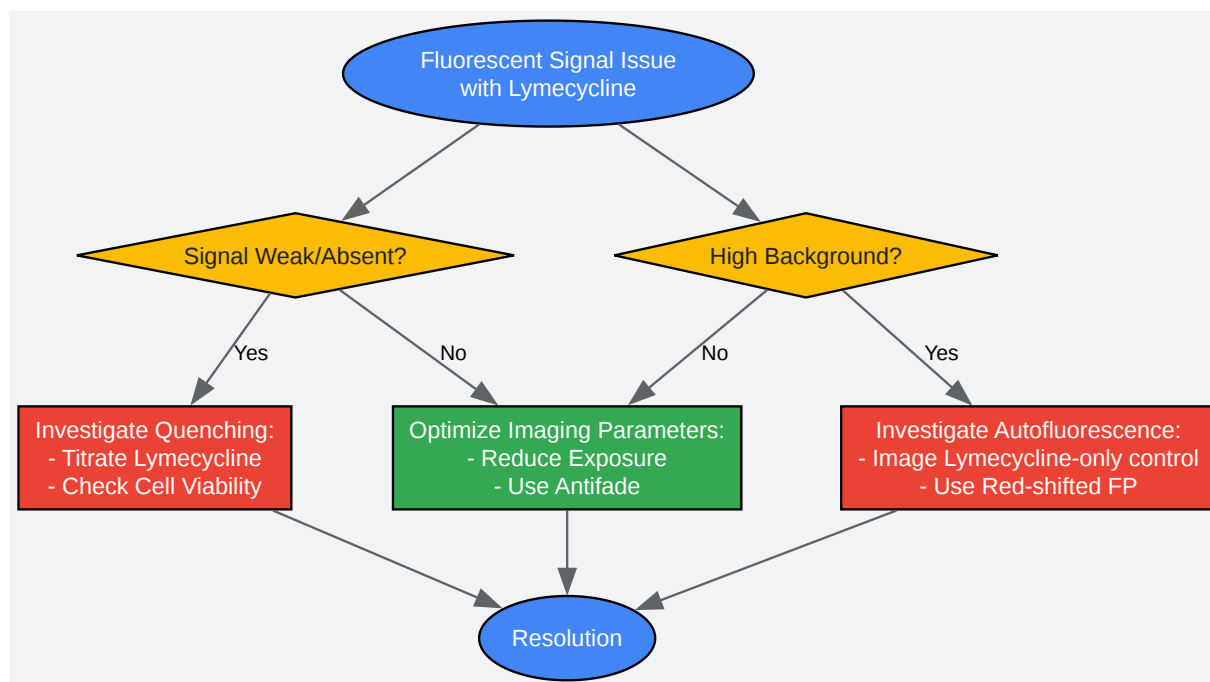 Fluorescent Signal Issue
with Lymecycline
Signal Weak/Absent?
High Background?
Yes
No
No
Yes
Investigate Quenching:
- Titrate Lymecycline
- Check Cell Viability
Optimize Imaging Parameters:
- Reduce Exposure
- Use Antifade
Investigate Autofluorescence:
- Image Lymecycline-only control
- Use Red-shifted FP
Resolution